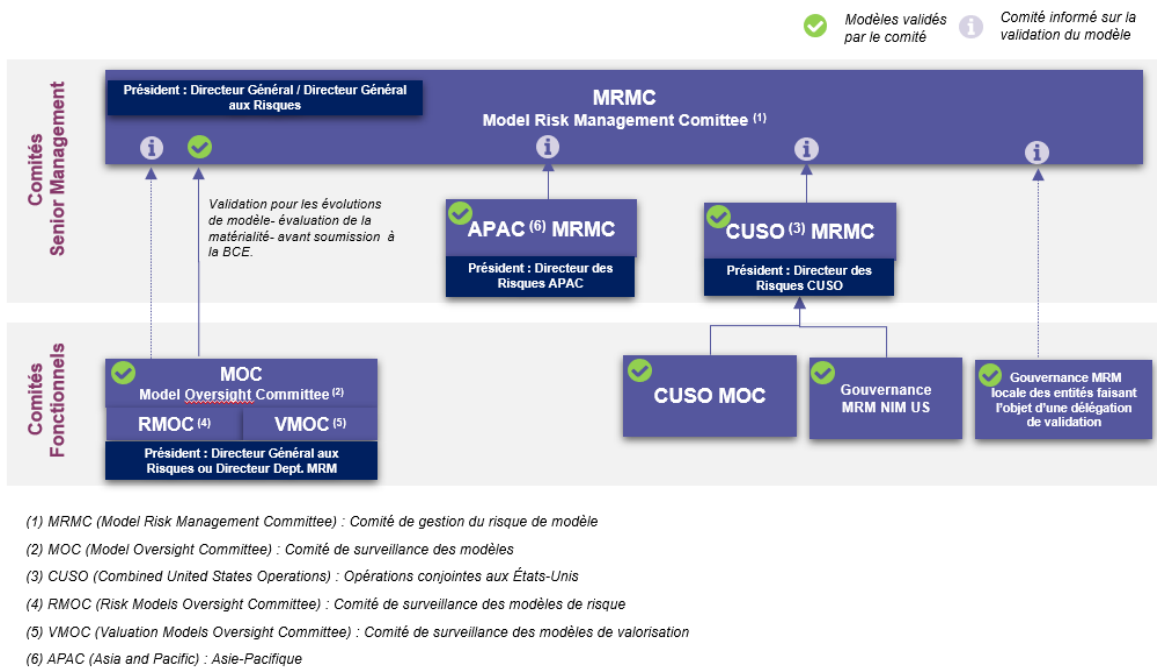 Modèles validés
par le comité
Comité informé sur la
validation du modèle
Comités
Senior Management
Président : Directeur Général / Directeur Général
aux Risques
MRMC
Model Risk Management Comittee (1)
Validation pour les évolutions
de modèle- évaluation de la
matérialité- avant soumission à
la BCE.
APAC (6) MRMC
Président : Directeur des
Risques APAC
CUSO (3) MRMC
Président : Directeur des
Risques CUSO
Comités
Fonctionnels
MOC
Model Oversight Committee (2)
RMOC (4)
VMOC (5)
Président : Directeur Général aux
Risques ou Directeur Dept. MRM
CUSO MOC
Gouvernance
MRM NIM US
Gouvernance MRM
locale des entités faisant
l'objet d'une délégation
de validation
(1) MRMC (Model Risk Management Committee) : Comité de gestion du risque de modèle
(2) MOC (Model Oversight Committee) : Comité de surveillance des modèles
(3) CUSO (Combined United States Operations) : Opérations conjointes aux États-Unis
(4) RMOC (Risk Models Oversight Committee) : Comité de surveillance des modèles de risque
(5) VMOC (Valuation Models Oversight Committee) : Comité de surveillance des modèles de valorisation
(6) APAC (Asia and Pacific) : Asie-Pacifique